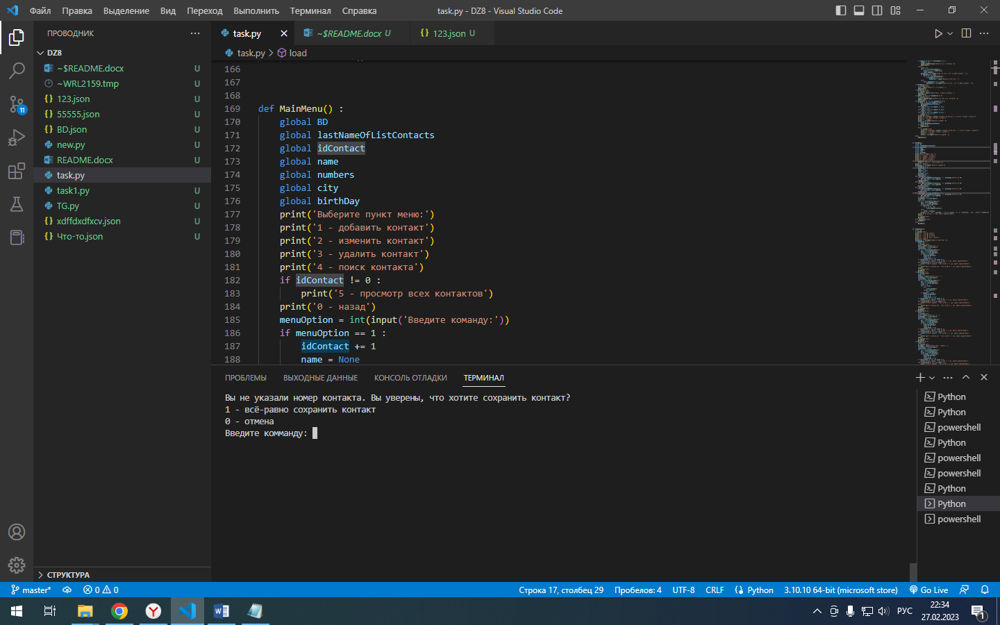 Файл Правка Выделение Вид Переход Выполнить Терминал Справка task.py - DZ8 - Visual Studio Code
ПРОВОДНИК
DZ8
~$README.docx U
~WRL2159.tmp U
123.json U
55555.json U
BD.json U
new.py U
README.docx U
task.py
task1.py U
TG.py U
xdffdxdfxcv.json U
Что-то.json U
СТРУКТУРА
11
task.py ~$README.docx U 123.json U
task.py > load
166
167
168
169 def MainMenu() :
170 global BD
171 global lastNameOfListContacts
172 global idContact
173 global name
174 global numbers
175 global city
176 global birthDay
177 print('Выберите пункт меню:')
178 print('1 - добавить контакт')
179 print('2 - изменить контакт')
180 print('3 - удалить контакт')
181 print('4 - поиск контакта')
182 if idContact != 0 :
183 print('5 - просмотр всех контактов')
184 print('0 - назад')
185 menuOption = int(input('Введите команду:'))
186 if menuOption == 1 :
187 idContact += 1
188 name = None
ПРОБЛЕМЫ ВЫХОДНЫЕ ДАННЫЕ КОНСОЛЬ ОТЛАДКИ ТЕРМИНАЛ
Вы не указали номер контакта. Вы уверены, что хотите сохранить контакт?
1 - всё-равно сохранить контакт
0 - отмена
Введите комманду:
Python
Python
powershell
Python
powershell
powershell
Python
Python
powershell
master* 0 0 Строка 17, столбец 29 Пробелов: 4 UTF-8 CRLF Python 3.10.10 64-bit (microsoft store) Go Live
РУС 22:34
27.02.2023
1